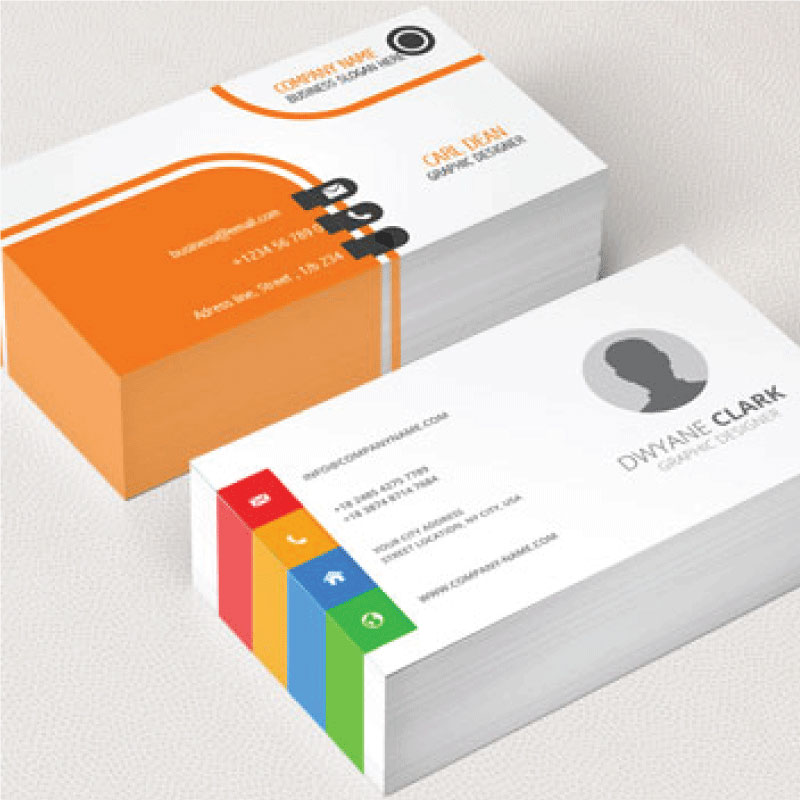 COMPANY NAME
BUSINESS SLOGAN HERE
CARL DEAN
GRAPHIC DESIGNER
business@email.com
+1234 56 789 0
Adress line, Street , 1/b 234
DWYANE CLARK
GRAPHIC DESIGNER
INFO@COMPANYNAME.COM
+18 2485 4275 7789
+18 3874 8714 7684
YOUR CITY ADDRESS
STREET LOCATION, NY CITY, USA
WWW.COMPANY-NAME.COM